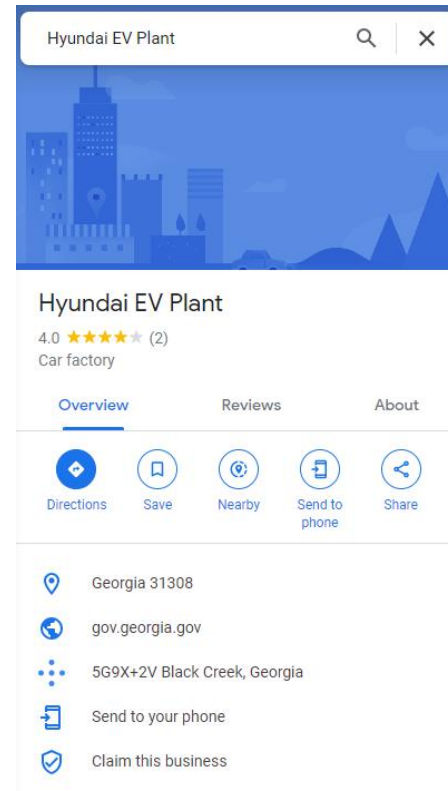 Hyundai EV Plant
Hyundai EV Plant
4.0 (2)
Car factory
Overview Reviews About
Directions Save Nearby Send to phone Share
Georgia 31308
gov.georgia.gov
5G9X+2V Black Creek, Georgia
Send to your phone
Claim this business